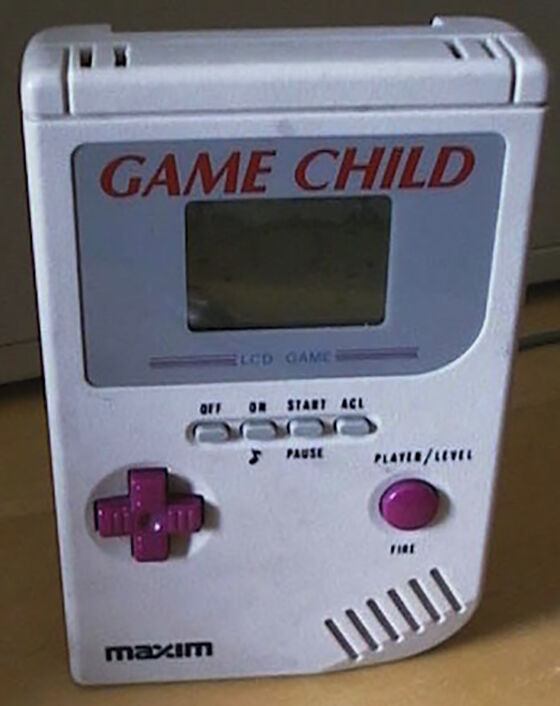 GAME CHILD
LCD GAME
OFF ON START ACL
♪ PAUSE
PLAYER/LEVEL
FIRE
maxim